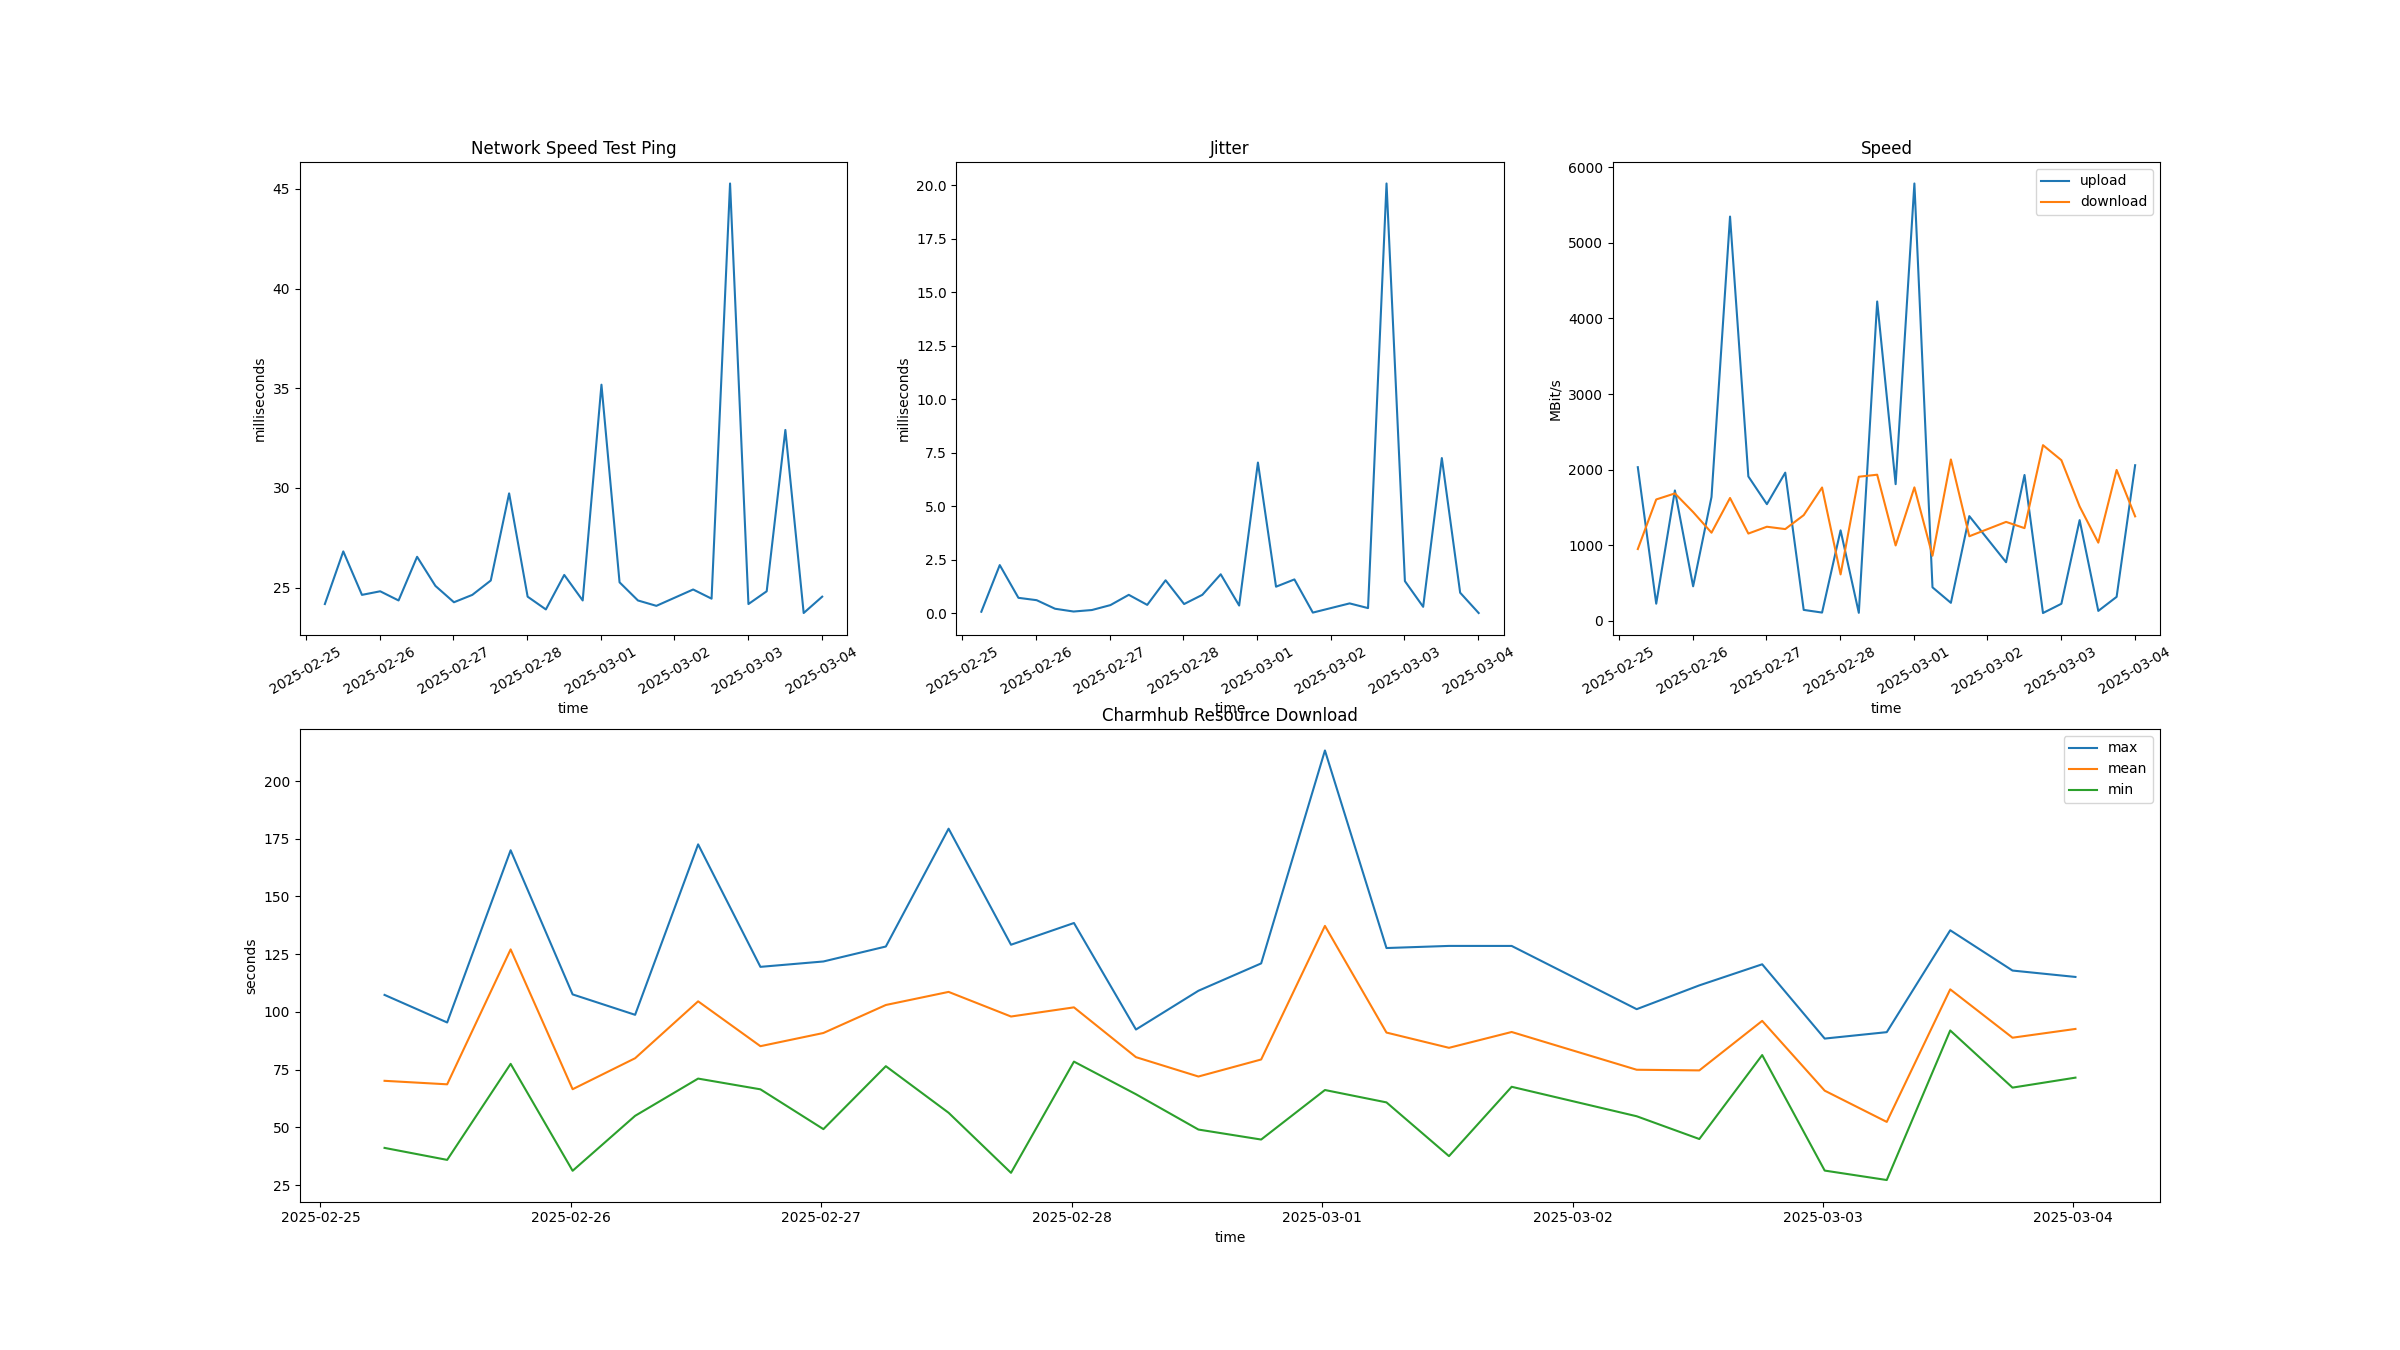 Network Speed Test Ping
45
40
35
30
25
milliseconds
2025-02-25 2025-02-26 2025-02-27 2025-02-28 2025-03-01 2025-03-02 2025-03-03 2025-03-04
time
Jitter
20.0
17.5
15.0
12.5
10.0
7.5
5.0
2.5
0.0
milliseconds
2025-02-25 2025-02-26 2025-02-27 2025-02-28 2025-03-01 2025-03-02 2025-03-03 2025-03-04
time
Speed
upload
download
6000
5000
4000
3000
2000
1000
0
MBit/s
2025-02-25 2025-02-26 2025-02-27 2025-02-28 2025-03-01 2025-03-02 2025-03-03 2025-03-04
time
Charmhub Resource Download
max
mean
min
200
175
150
125
100
75
50
25
seconds
2025-02-25 2025-02-26 2025-02-27 2025-02-28 2025-03-01 2025-03-02 2025-03-03 2025-03-04
time